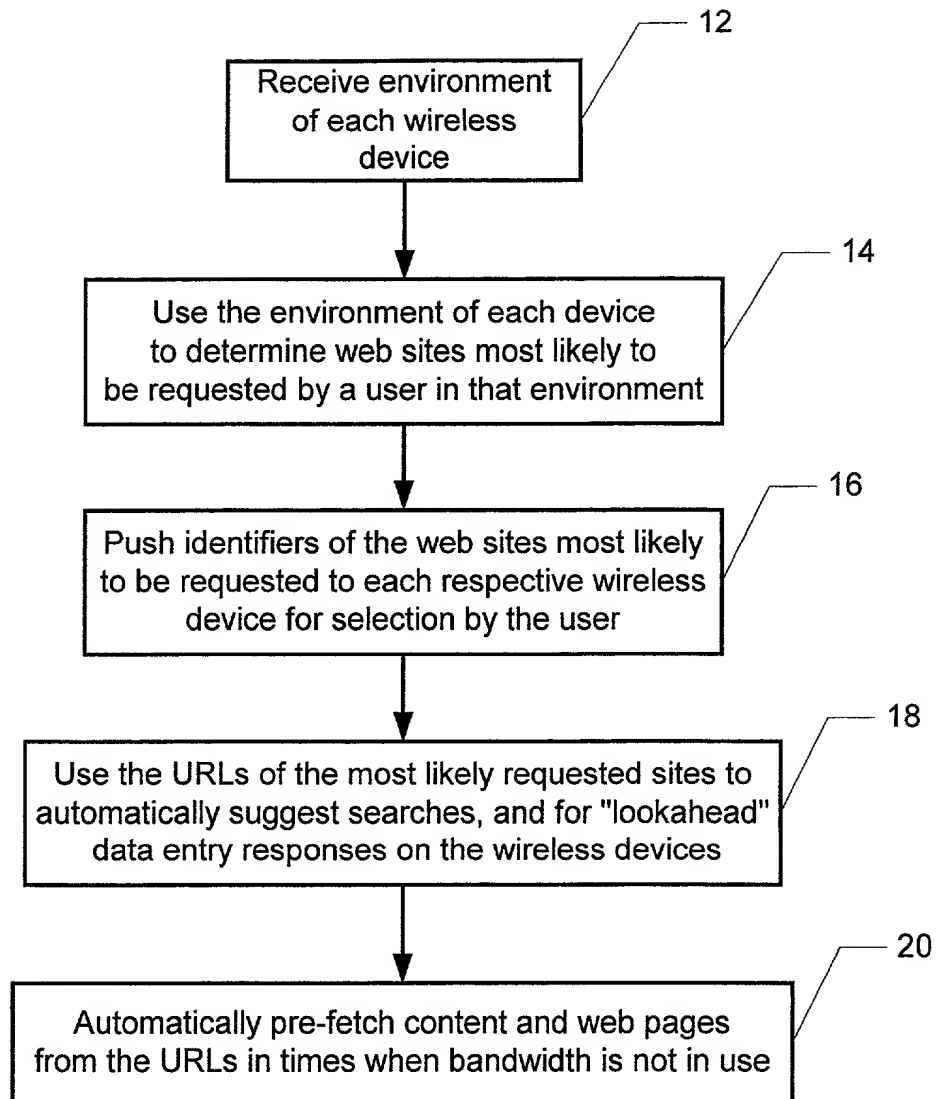 12
Receive environment
of each wireless
device
14
Use the environment of each device
to determine web sites most likely to
be requested by a user in that environment
16
Push identifiers of the web sites most likely
to be requested to each respective wireless
device for selection by the user
18
Use the URLs of the most likely requested sites to
automatically suggest searches, and for "lookahead"
data entry responses on the wireless devices
20
Automatically pre-fetch content and web pages
from the URLs in times when bandwidth is not in use